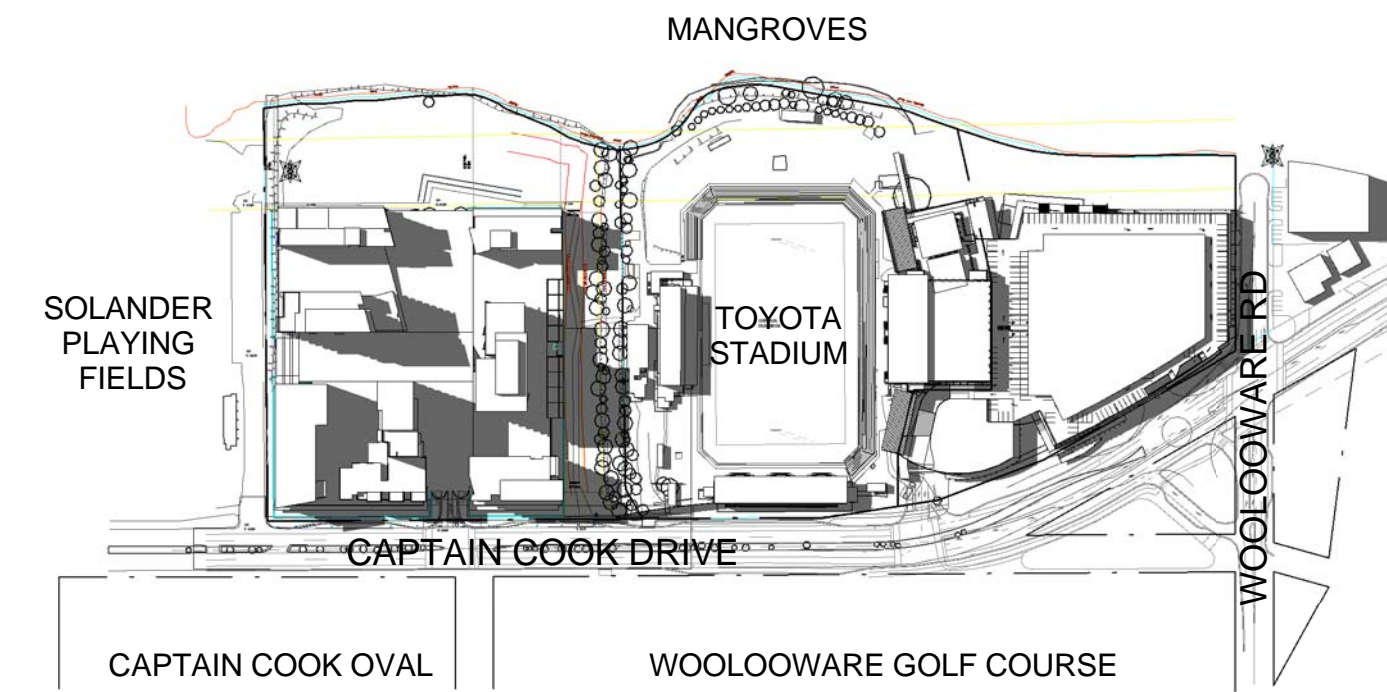 MANGROVES
SOLANDER
PLAYING
FIELDS
TOYOTA
STADIUM
WOOLOOWARE RD
CAPTAIN COOK DRIVE
CAPTAIN COOK OVAL
WOOLOOWARE GOLF COURSE